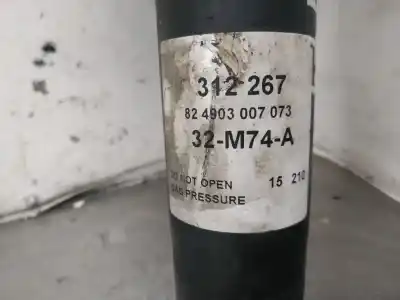 312 267
82 4903 007 073
32-M74-A
DO NOT OPEN 15 210
GAS PRESSURE